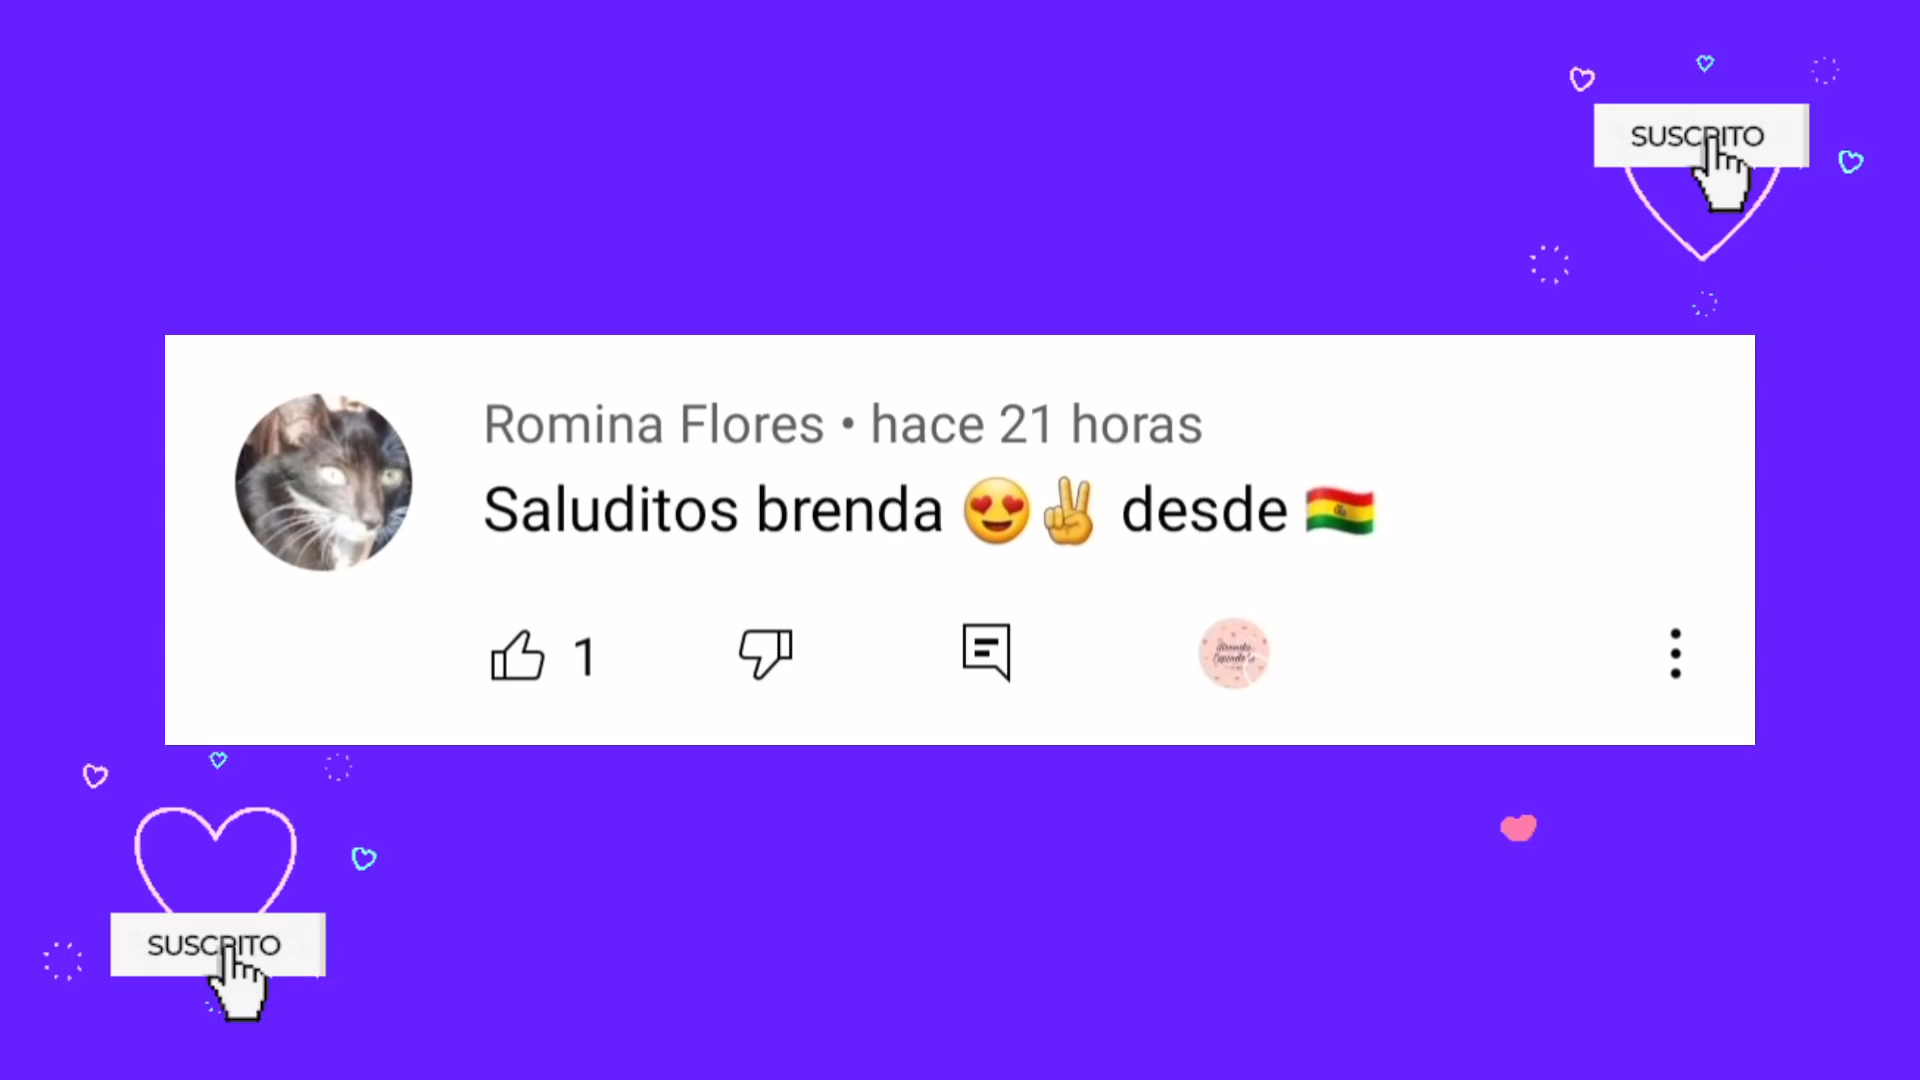 SUSCRITO
Romina Flores • hace 21 horas
Saluditos brenda 😍✌ desde 🇧🇴
1
SUSCRITO